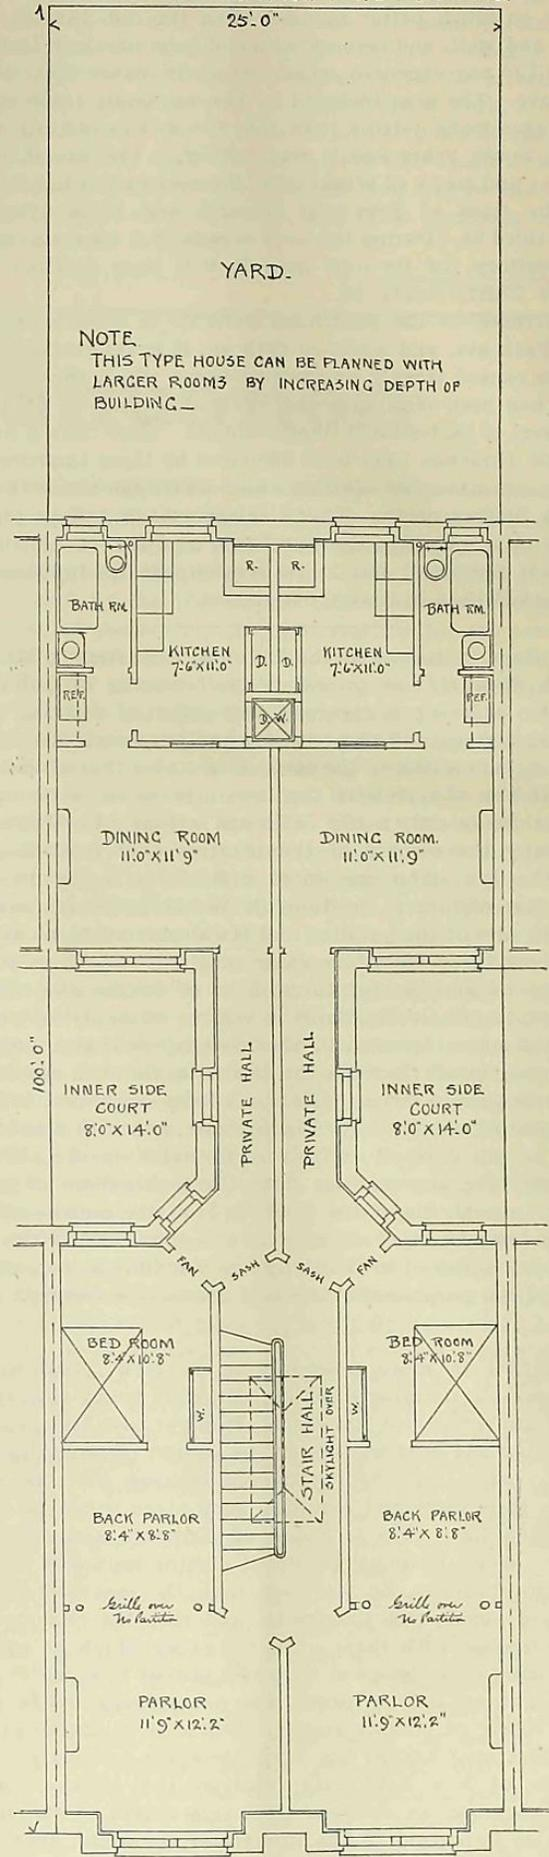 1
25'.0"
YARD.
NOTE
THIS TYPE HOUSE CAN BE PLANNED WITH
LARGER ROOMS BY INCREASING DEPTH OF
BUILDING
R. R.
BATH RM. BATH RM.
KITCHEN KITCHEN
7'.6"X11'.0" 7'.6"X11'.0"
D. D.
REF. REF.
D.W.
DINING ROOM DINING ROOM.
11'.0"X11'9" 11'.0"X11'.9"
100'.0"
PRIVATE HALL PRIVATE HALL
INNER SIDE INNER SIDE
COURT COURT
8'.0"X14'.0" 8'.0"X14'.0"
FAN SASH SASH FAN
BED ROOM BED ROOM
8'.4"X10'.8" 8'.4"X10'.8"
W. W.
STAIR HALL
SKYLIGHT OVER
BACK PARLOR BACK PARLOR
8'.4"X8'.8" 8'.4"X8'.8"
Grille over Grille over
No Partition No Partition
PARLOR PARLOR
11'9"X12'.2" 11'.9"X12'.2"